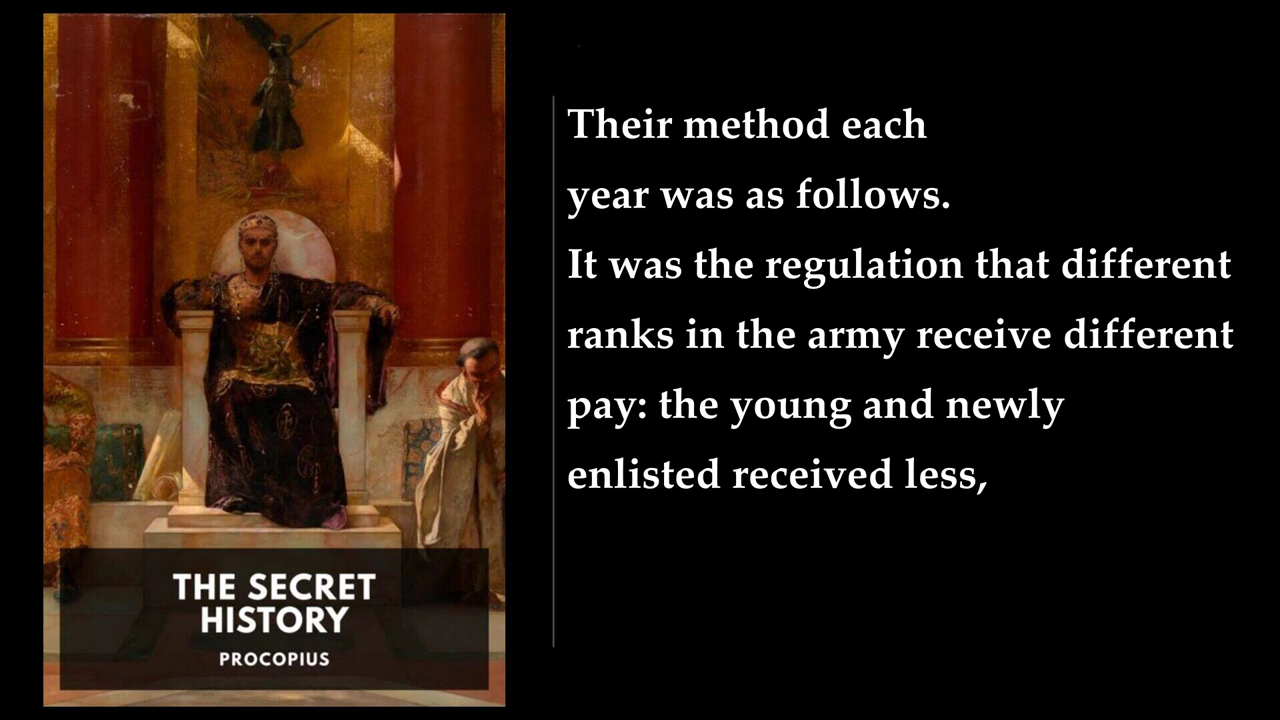 THE SECRET
HISTORY
PROCOPIUS
Their method each
year was as follows.
It was the regulation that different
ranks in the army receive different
pay: the young and newly
enlisted received less,